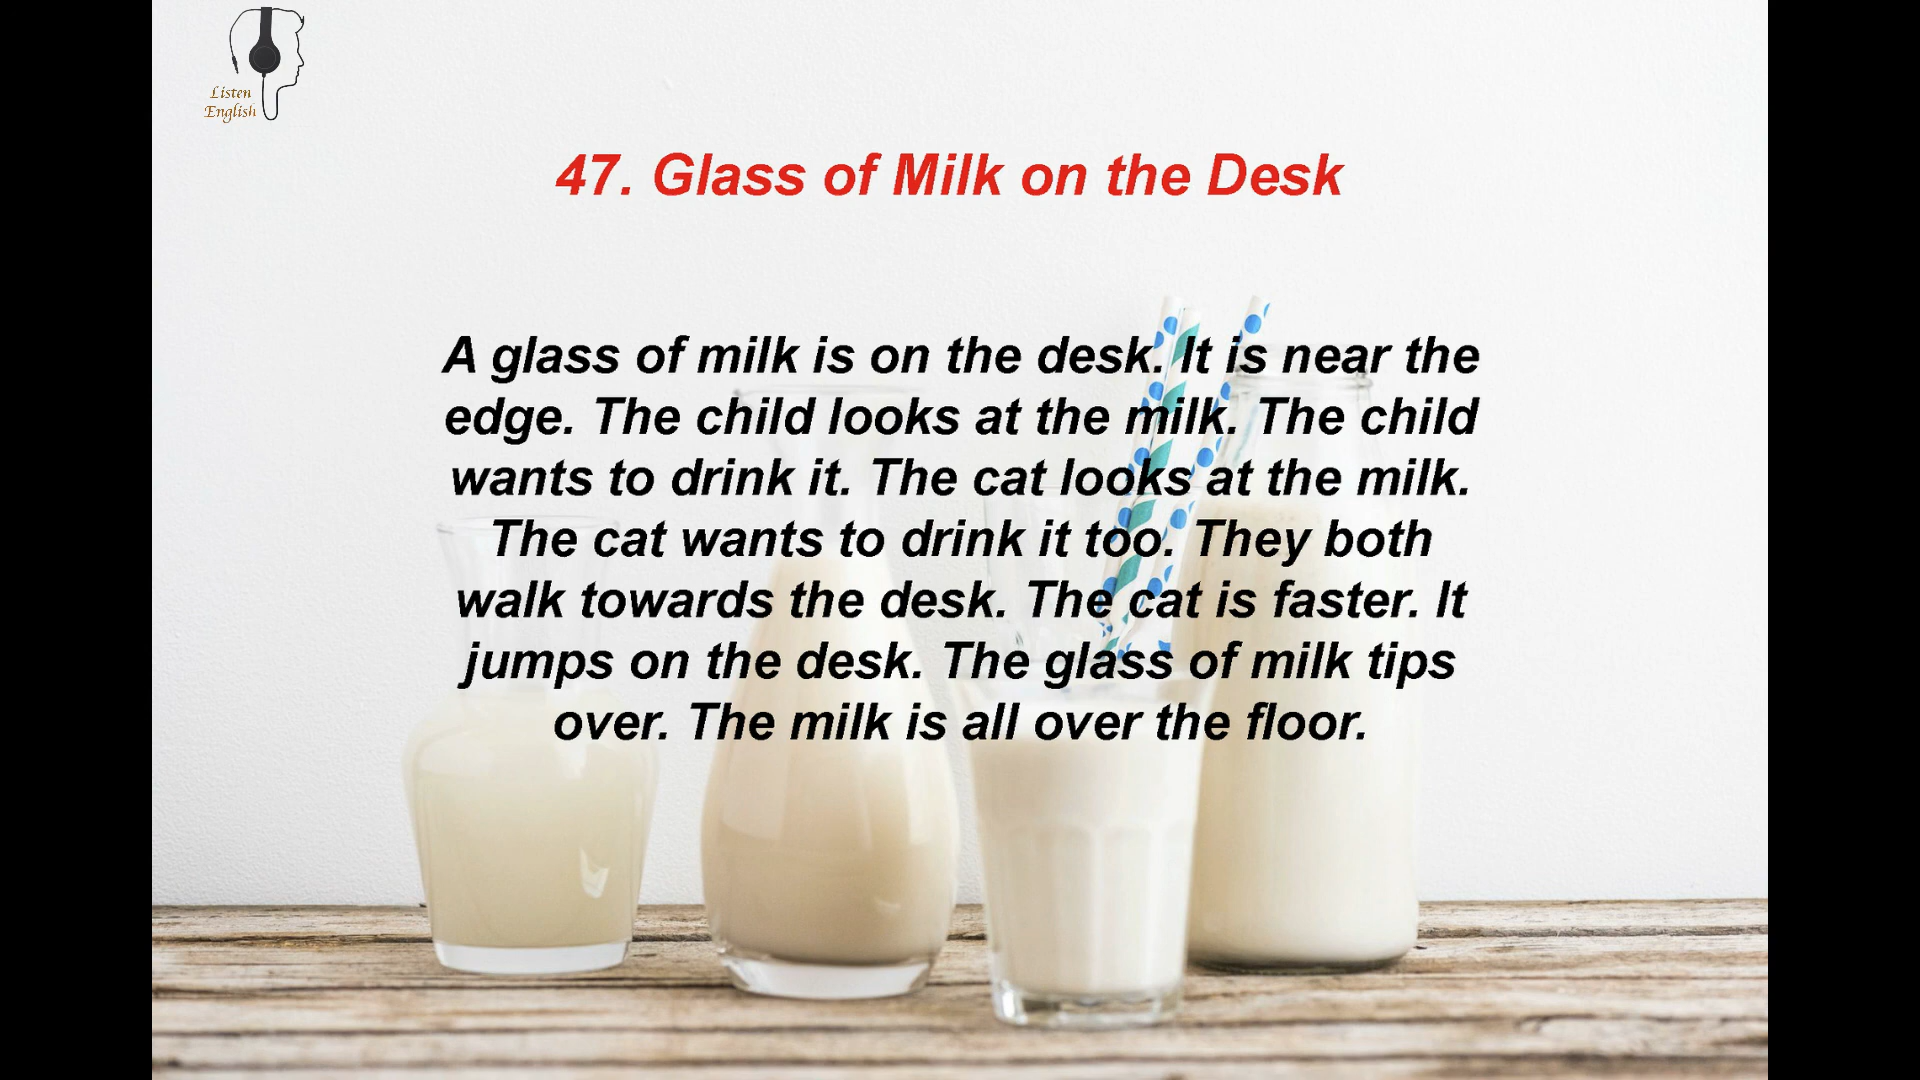 Listen
English
47. Glass of Milk on the Desk
A glass of milk is on the desk. It is near the
edge. The child looks at the milk. The child
wants to drink it. The cat looks at the milk.
The cat wants to drink it too. They both
walk towards the desk. The cat is faster. It
jumps on the desk. The glass of milk tips
over. The milk is all over the floor.